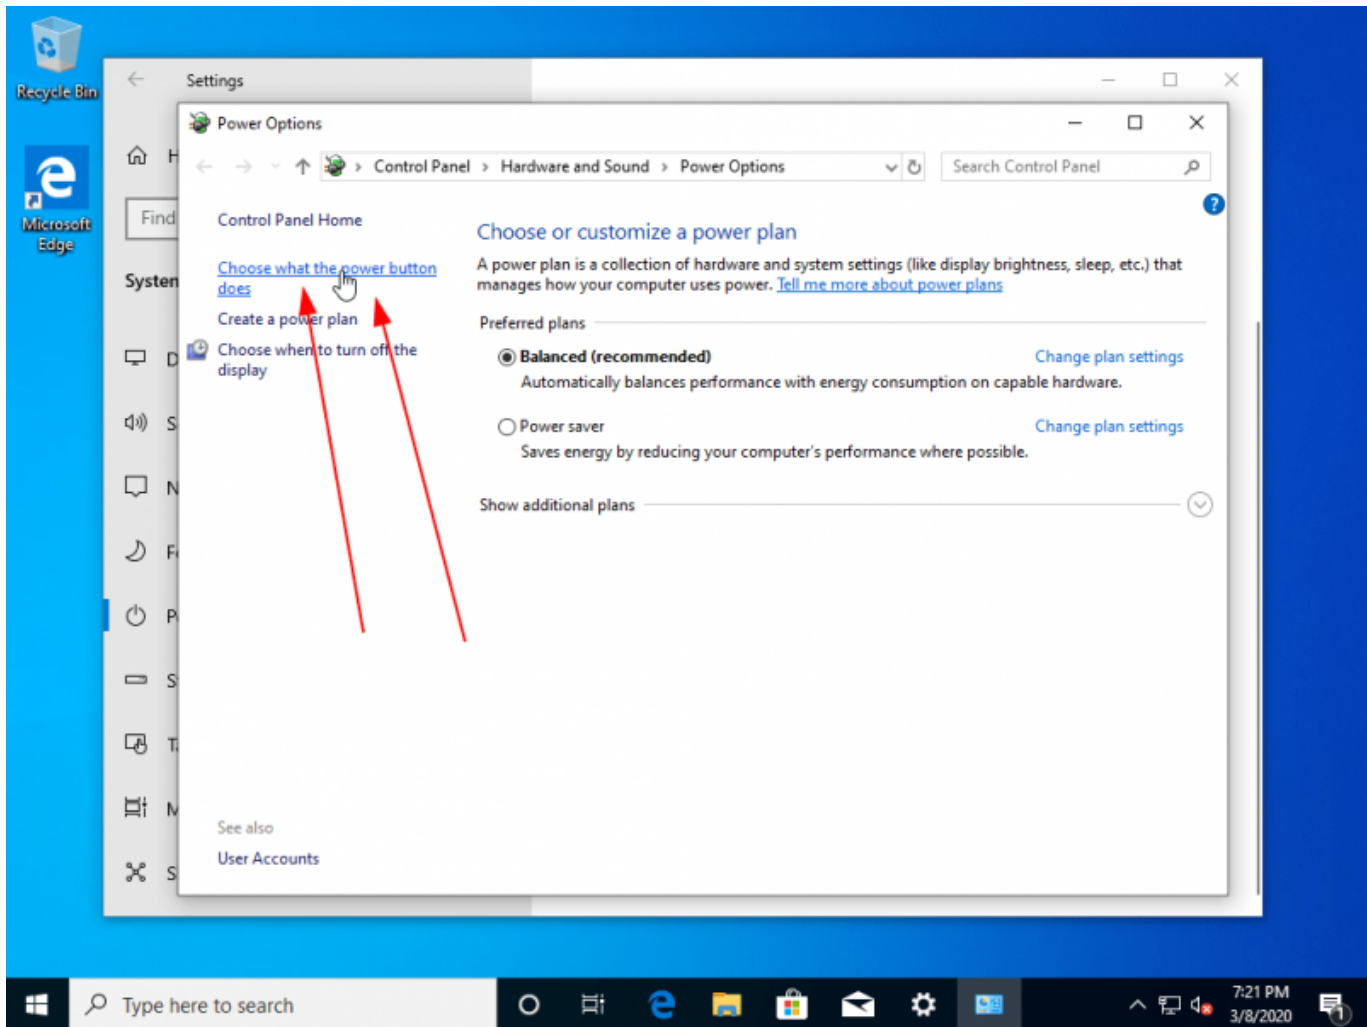 Recycle Bin
Microsoft
Edge
Settings
H
Find
System
D
S
N
F
P
S
T
M
S
Power Options
Control Panel > Hardware and Sound > Power Options
Search Control Panel
Control Panel Home
Choose what the power button
does
Create a power plan
Choose when to turn off the
display
See also
User Accounts
?
Choose or customize a power plan
A power plan is a collection of hardware and system settings (like display brightness, sleep, etc.) that
manages how your computer uses power. Tell me more about power plans
Preferred plans
Balanced (recommended)
Change plan settings
Automatically balances performance with energy consumption on capable hardware.
Power saver
Change plan settings
Saves energy by reducing your computer's performance where possible.
Show additional plans
Type here to search
7:21 PM
3/8/2020
1